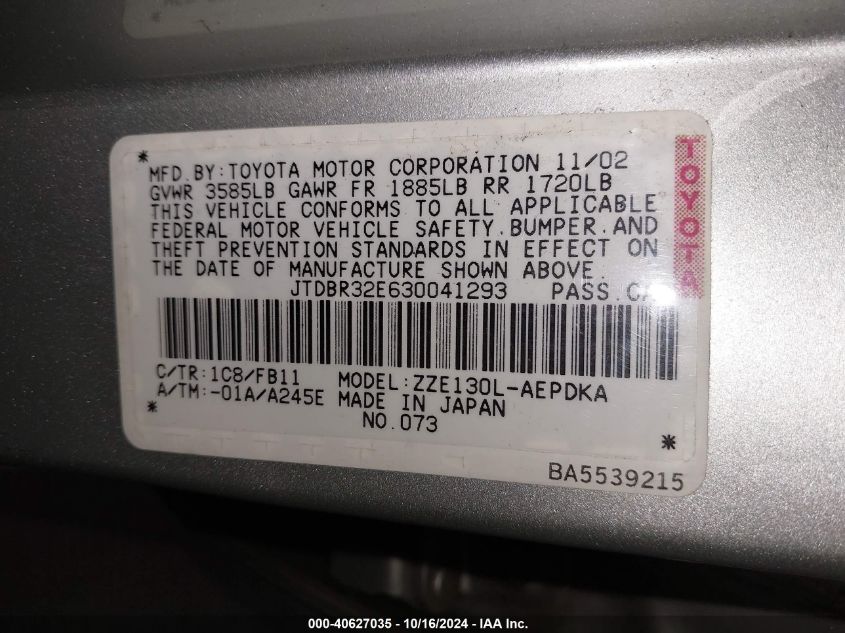 MFD.BY:TOYOTA MOTOR CORPORATION 11/02
GVWR 3585LB GAWR FR 1885LB RR 1720LB
THIS VEHICLE CONFORMS TO ALL APPLICABLE
FEDERAL MOTOR VEHICLE SAFETY.BUMPER.AND
THEFT PREVENTION STANDARDS IN EFFECT ON
THE DATE OF MANUFACTURE SHOWN ABOVE.
JTDBR32E630041293 PASS.CA
C/TR:1C8/FB11 MODEL:ZZE130L-AEPDKA
A/TM:-01A/A245E MADE IN JAPAN
NO.073
BA5539215
TOYOTA
000-40627035 - 10/16/2024 - IAA Inc.